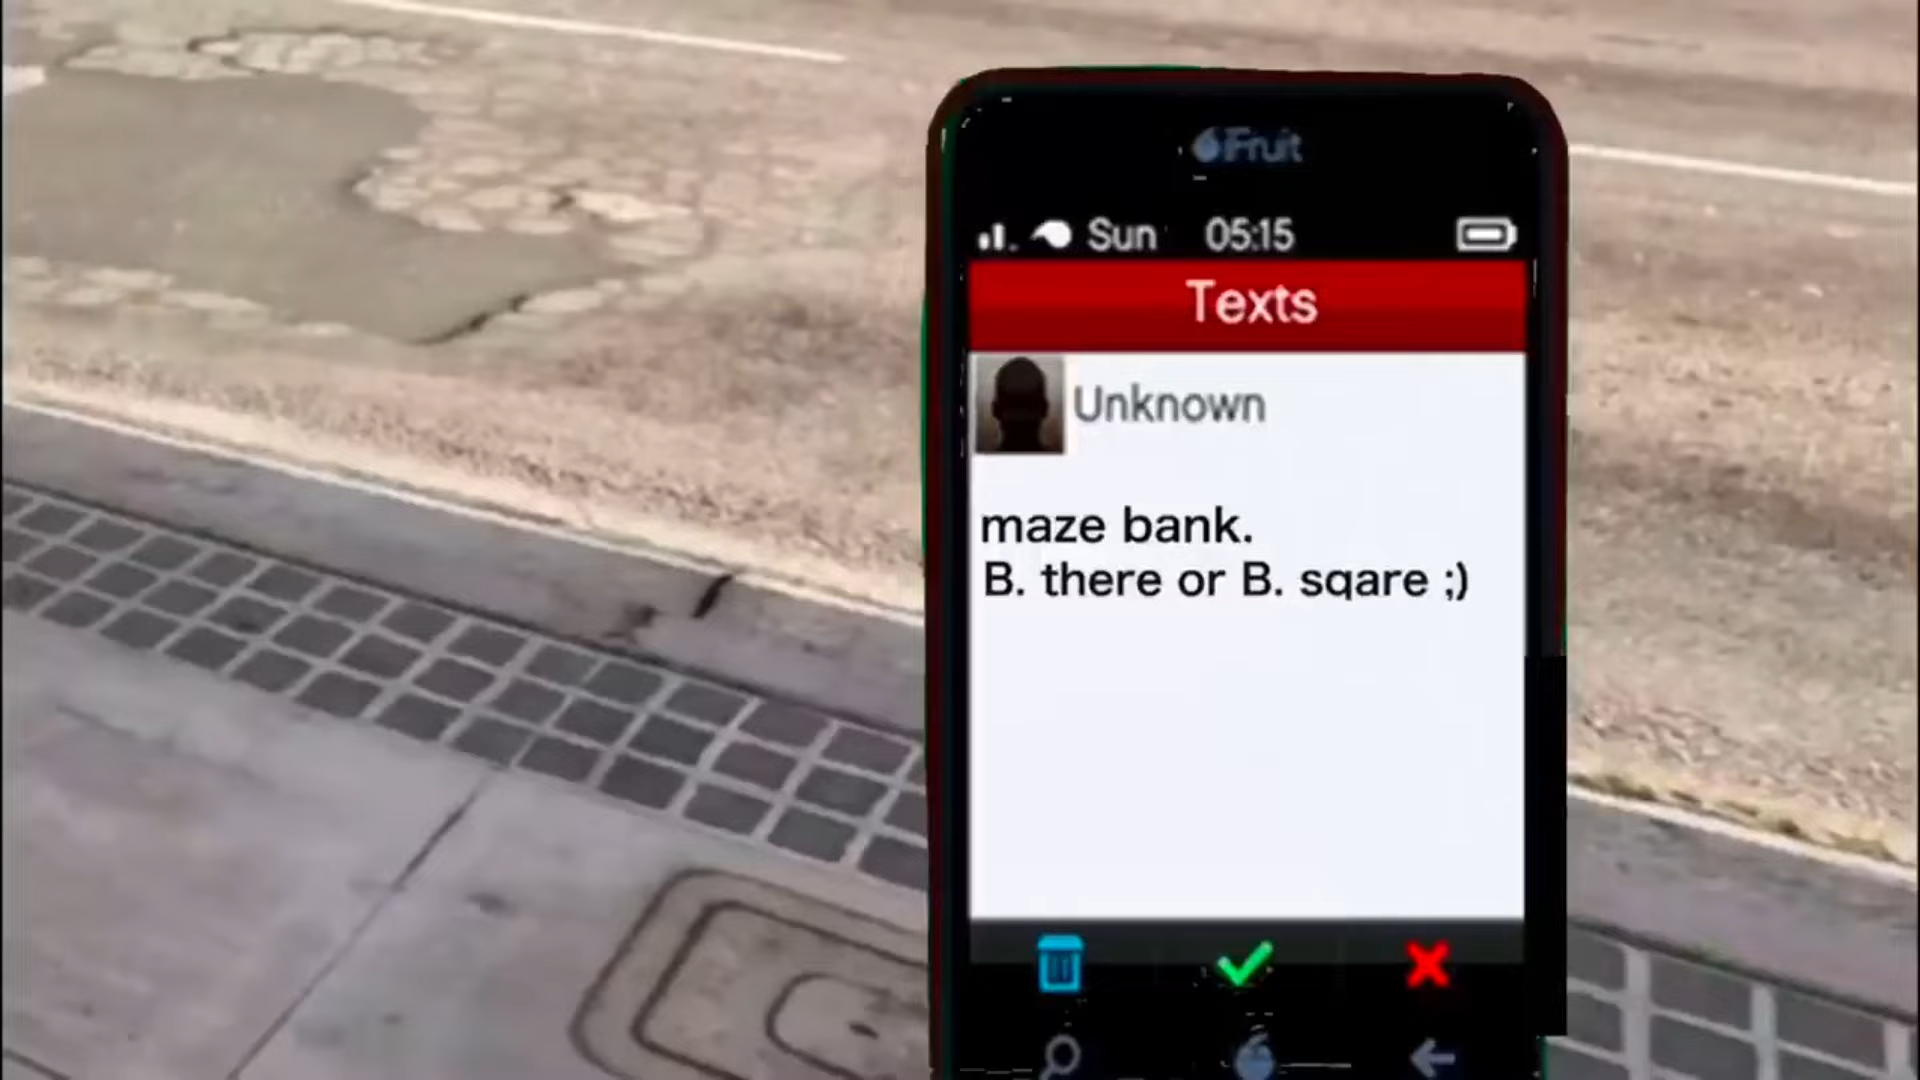 iFruit
Sun 05:15
Texts
Unknown
maze bank.
B. there or B. sqare ;)